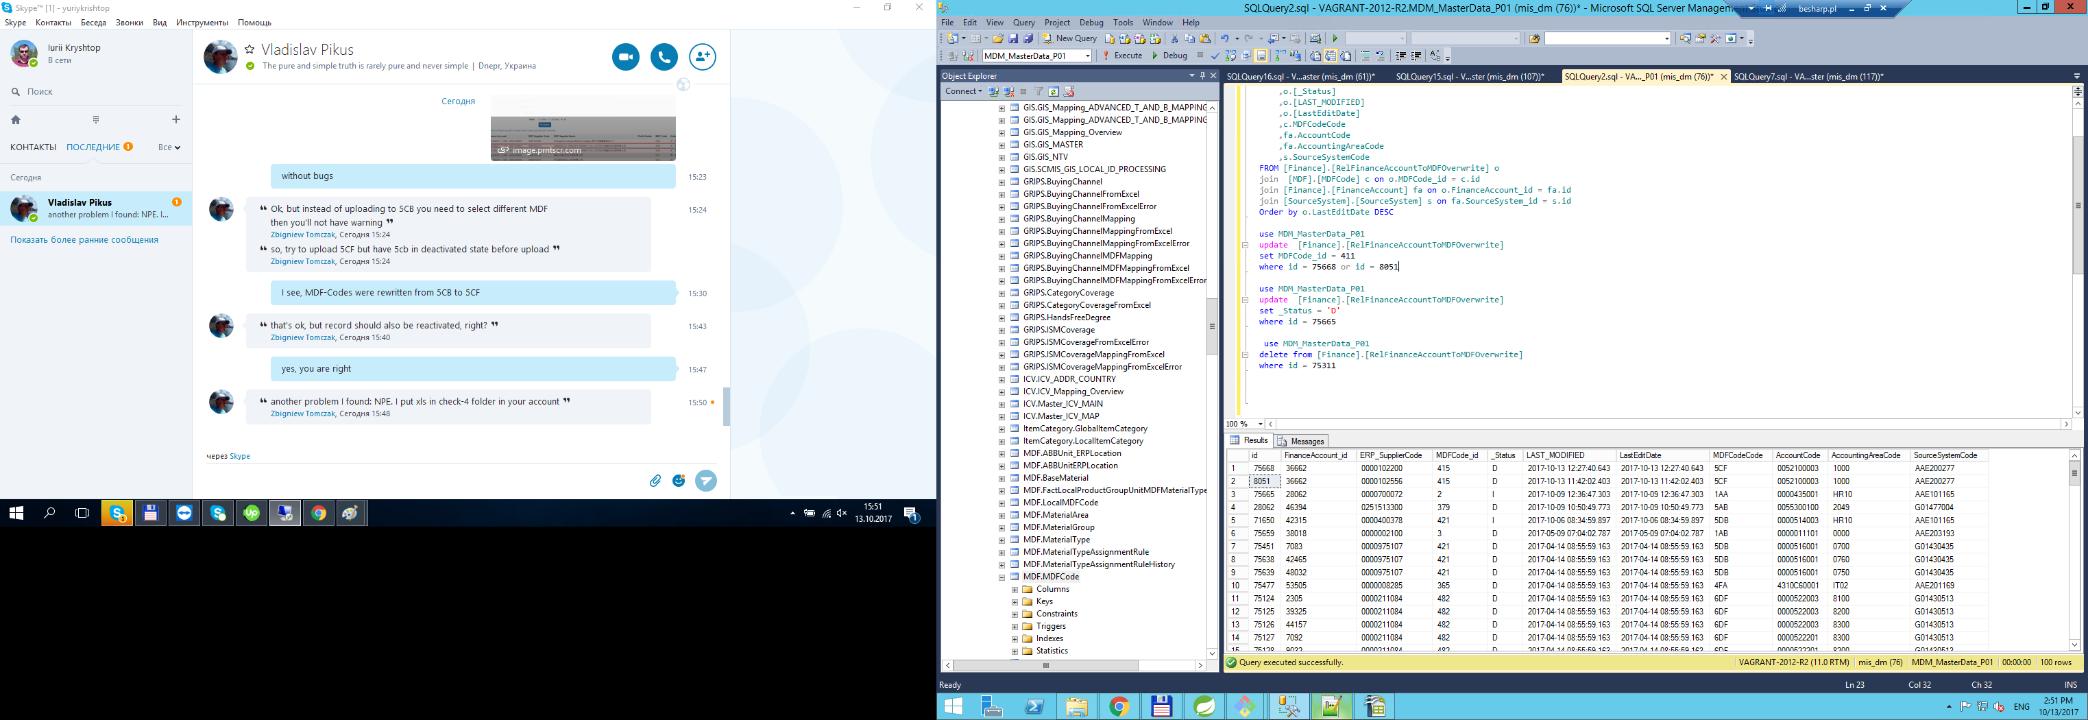 Skype™ [1] - yuriykrishtop
Skype Контакты Беседа Звонки Вид Инструменты Помощь
Iurii Kryshtop
В сети
Поиск
КОНТАКТЫ ПОСЛЕДНИЕ 1 Все
Сегодня
Vladislav Pikus 1
another problem I found: NPE. I...
Показать более ранние сообщения
Vladislav Pikus
The pure and simple truth is rarely pure and never simple | Dнепр, Украина
Сегодня
image.prntscr.com
without bugs 15:23
Ok, but instead of uploading to 5CB you need to select different MDF 15:24
then you'll not have warning
Zbigniew Tomczak, Сегодня 15:24
so, try to upload 5CF but have 5cb in deactivated state before upload
Zbigniew Tomczak, Сегодня 15:24
I see, MDF-Codes were rewritten from 5CB to 5CF 15:30
that's ok, but record should also be reactivated, right? 15:43
Zbigniew Tomczak, Сегодня 15:40
yes, you are right 15:47
another problem I found: NPE. I put xls in check-4 folder in your account 15:50
Zbigniew Tomczak, Сегодня 15:48
через Skype
15:51
13.10.2017
SQLQuery2.sql - VAGRANT-2012-R2.MDM_MasterData_P01 (mis_dm (76))* - Microsoft SQL Server Manag
besharp.pl
File Edit View Query Project Debug Tools Window Help
New Query
MDM_MasterData_P01 Execute Debug
Object Explorer
Connect
GIS.GIS_Mapping_ADVANCED_T_AND_B_MAPPING
GIS.GIS_Mapping_ADVANCED_T_AND_B_MAPPING
GIS.GIS_Mapping_Overview
GIS.GIS_MASTER
GIS.GIS_NTV
GIS.SCMIS_GIS_LOCAL_ID_PROCESSING
GRIPS.BuyingChannel
GRIPS.BuyingChannelFromExcel
GRIPS.BuyingChannelFromExcelError
GRIPS.BuyingChannelMapping
GRIPS.BuyingChannelMappingFromExcel
GRIPS.BuyingChannelMappingFromExcelError
GRIPS.BuyingChannelMDFMapping
GRIPS.BuyingChannelMDFMappingFromExcel
GRIPS.BuyingChannelMDFMappingFromExcelError
GRIPS.CategoryCoverage
GRIPS.CategoryCoverageFromExcel
GRIPS.HandsFreeDegree
GRIPS.ISMCoverage
GRIPS.ISMCoverageFromExcelError
GRIPS.ISMCoverageMappingFromExcel
GRIPS.ISMCoverageMappingFromExcelError
ICV.ICV_ADDR_COUNTRY
ICV.ICV_Mapping_Overview
ICV.Master_ICV_MAIN
ICV.Master_ICV_MAP
ItemCategory.GlobalItemCategory
ItemCategory.LocalItemCategory
MDF.ABBUnit_ERPLocation
MDF.ABBUnitERPLocation
MDF.BaseMaterial
MDF.FactLocalProductGroupUnitMDFMaterialType
MDF.LocalMDFCode
MDF.MaterialArea
MDF.MaterialGroup
MDF.MaterialType
MDF.MaterialTypeAssignmentRule
MDF.MaterialTypeAssignmentRuleHistory
MDF.MDFCode
Columns
Keys
Constraints
Triggers
Indexes
Statistics
SQLQuery16.sql - V...aster (mis_dm (61))* SQLQuery15.sql - V...ster (mis_dm (107))* SQLQuery2.sql - VA..._P01 (mis_dm (76))* SQLQuery7.sql - VA...ster (mis_dm (117))*
,o.[_Status]
,o.[LAST_MODIFIED]
,o.[LastEditDate]
,c.MDFCodeCode
,fa.AccountCode
,fa.AccountingAreaCode
,s.SourceSystemCode
FROM [Finance].[RelFinanceAccountToMDFOverwrite] o
join [MDF].[MDFCode] c on o.MDFCode_id = c.id
join [Finance].[FinanceAccount] fa on o.FinanceAccount_id = fa.id
join [SourceSystem].[SourceSystem] s on fa.SourceSystem_id = s.id
Order by o.LastEditDate DESC
use MDM_MasterData_P01
update [Finance].[RelFinanceAccountToMDFOverwrite]
set MDFCode_id = 411
where id = 75668 or id = 8051
use MDM_MasterData_P01
update [Finance].[RelFinanceAccountToMDFOverwrite]
set _Status = 'D'
where id = 75665
use MDM_MasterData_P01
delete from [Finance].[RelFinanceAccountToMDFOverwrite]
where id = 75311
100 %
Results Messages
id FinanceAccount_id ERP_SupplierCode MDFCode_id _Status LAST_MODIFIED LastEditDate MDFCodeCode AccountCode AccountingAreaCode SourceSystemCode
1 75668 36662 0000102200 415 D 2017-10-13 12:27:40.643 2017-10-13 12:27:40.643 5CF 0052100003 1000 AAE200277
2 8051 36662 0000102556 415 D 2017-10-13 11:42:02.403 2017-10-13 11:42:02.403 5CF 0052100003 1000 AAE200277
3 75665 28062 0000700072 2 I 2017-10-09 12:36:47.303 2017-10-09 12:36:47.303 1AA 0000435001 HR10 AAE101165
4 28062 46394 0251513300 379 D 2017-10-09 10:50:49.773 2017-10-09 10:50:49.773 5AB 0055300100 2049 G01477004
5 71650 42315 0000400378 421 I 2017-10-06 08:34:59.897 2017-10-06 08:34:59.897 5DB 0000514003 HR10 AAE101165
6 75659 38018 0000002100 3 D 2017-05-09 07:04:02.787 2017-05-09 07:04:02.787 1AB 0000011101 0000 AAE203193
7 75451 7083 0000975107 421 D 2017-04-14 08:55:59.163 2017-04-14 08:55:59.163 5DB 0000516001 0700 G01430435
8 75638 42465 0000975107 421 D 2017-04-14 08:55:59.163 2017-04-14 08:55:59.163 5DB 0000516001 0760 G01430435
9 75639 48032 0000975107 421 D 2017-04-14 08:55:59.163 2017-04-14 08:55:59.163 5DB 0000516001 0750 G01430435
10 75477 53505 0000008285 365 D 2017-04-14 08:55:59.163 2017-04-14 08:55:59.163 4FA 4310C60001 IT02 AAE201169
11 75124 2305 0000211084 482 D 2017-04-14 08:55:59.163 2017-04-14 08:55:59.163 6DF 0000522003 8100 G01430513
12 75125 39325 0000211084 482 D 2017-04-14 08:55:59.163 2017-04-14 08:55:59.163 6DF 0000522003 8200 G01430513
13 75126 44157 0000211084 482 D 2017-04-14 08:55:59.163 2017-04-14 08:55:59.163 6DF 0000522003 8300 G01430513
14 75127 7092 0000211084 482 D 2017-04-14 08:55:59.163 2017-04-14 08:55:59.163 6DF 0000522201 8300 G01430513
Query executed successfully. VAGRANT-2012-R2 (11.0 RTM) mis_dm (76) MDM_MasterData_P01 00:00:00 100 rows
Ready Ln 23 Col 32 Ch 32 INS
ENG 2:51 PM
10/13/2017